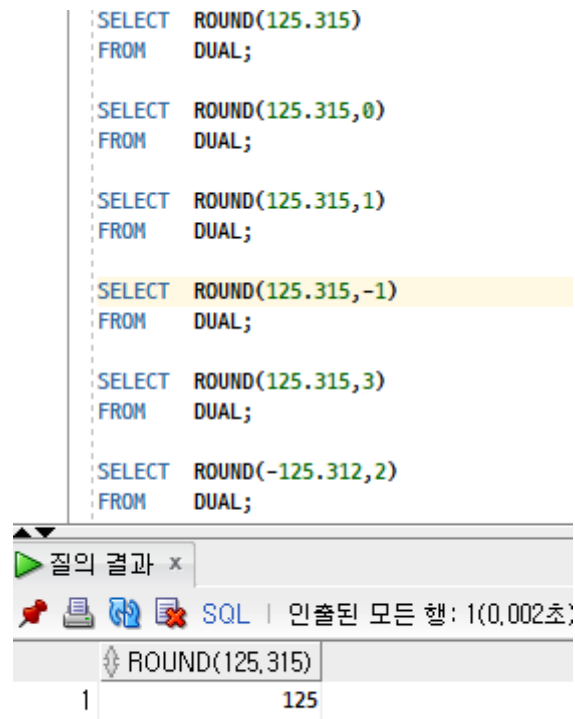 SELECT ROUND(125.315)
FROM DUAL;
SELECT ROUND(125.315,0)
FROM DUAL;
SELECT ROUND(125.315,1)
FROM DUAL;
SELECT ROUND(125.315,-1)
FROM DUAL;
SELECT ROUND(125.315,3)
FROM DUAL;
SELECT ROUND(-125.312,2)
FROM DUAL;
질의 결과 x
SQL | 인출된 모든 행: 1(0,002초)
ROUND(125,315)
1 125